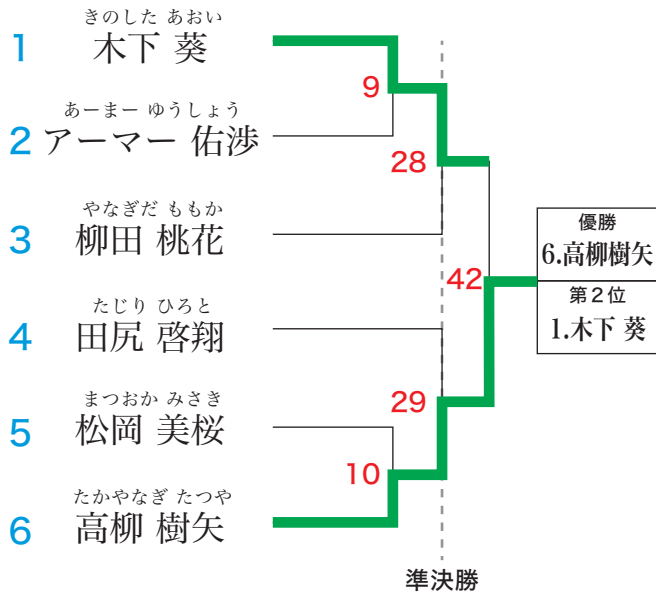 きのした あおい
1 木下 葵
9
あーまー ゆうしょう
2 アーマー 佑渉
28
やなぎだ ももか
3 柳田 桃花
優勝
6.高柳樹矢
42
第2位
1.木下 葵
たじり ひろと
4 田尻 啓翔
29
まつおか みさき
5 松岡 美桜
10
たかやなぎ たつや
6 高柳 樹矢
準決勝